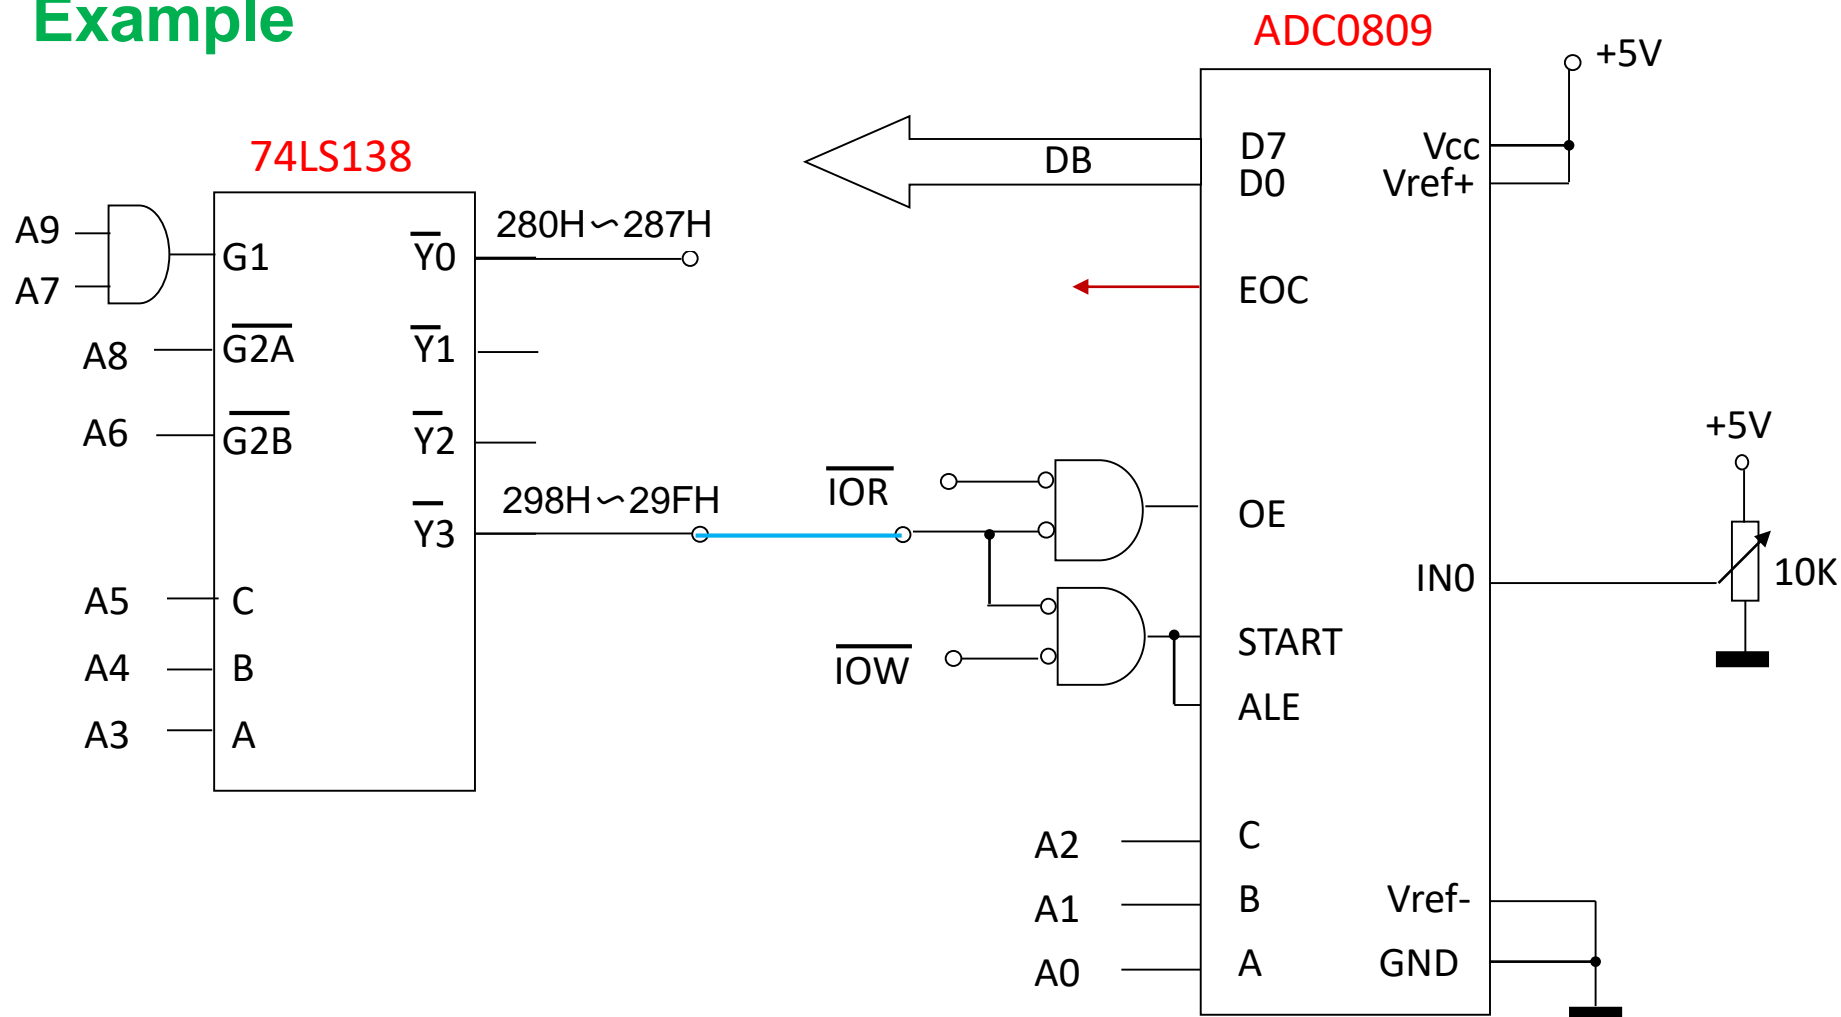 Example
ADC0809
+5V
74LS138
D7
D0
DB
Vcc
Vref+
A9
A7
G1
Y0
280H∽287H
EOC
A8
G2A
Y1
A6
G2B
Y2
+5V
298H∽29FH
IOR
Y3
OE
IN0
10K
A5
C
START
IOW
A4
B
ALE
A3
A
A2
C
A1
B
Vref-
A0
A
GND